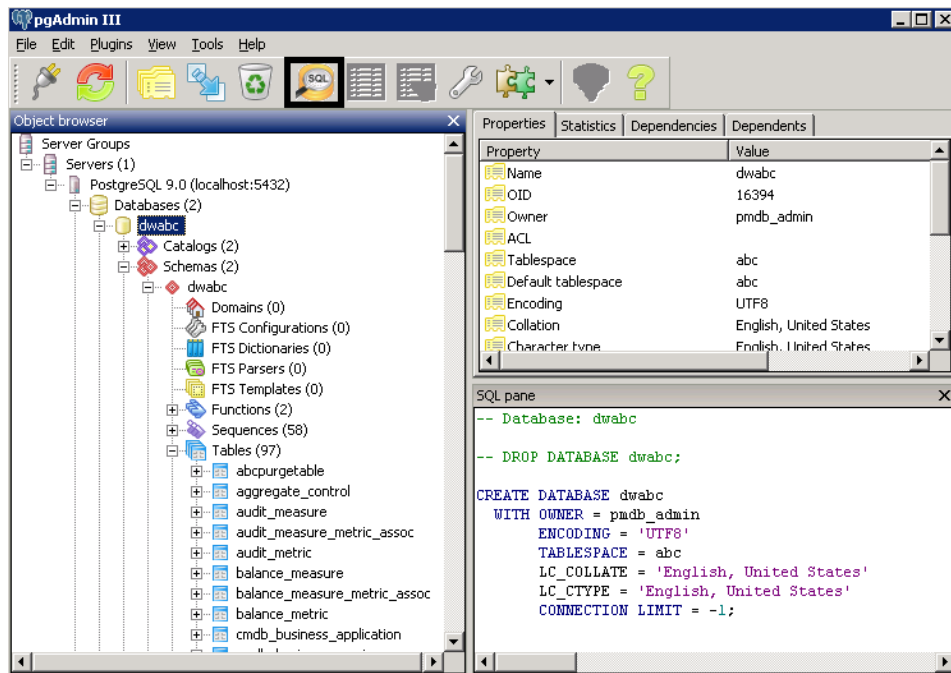 pgAdmin III
File Edit Plugins View Tools Help
SQL
Object browser
Server Groups
Servers (1)
PostgreSQL 9.0 (localhost:5432)
Databases (2)
dwabc
Catalogs (2)
Schemas (2)
dwabc
Domains (0)
FTS Configurations (0)
FTS Dictionaries (0)
FTS Parsers (0)
FTS Templates (0)
Functions (2)
Sequences (58)
Tables (97)
abcpurgetable
aggregate_control
audit_measure
audit_measure_metric_assoc
audit_metric
balance_measure
balance_measure_metric_assoc
balance_metric
cmdb_business_application
Properties Statistics Dependencies Dependents
Property Value
Name dwabc
OID 16394
Owner pmdb_admin
ACL
Tablespace abc
Default tablespace abc
Encoding UTF8
Collation English, United States
Character type English, United States
SQL pane
-- Database: dwabc
-- DROP DATABASE dwabc;
CREATE DATABASE dwabc
WITH OWNER = pmdb_admin
ENCODING = 'UTF8'
TABLESPACE = abc
LC_COLLATE = 'English, United States'
LC_CTYPE = 'English, United States'
CONNECTION LIMIT = -1;